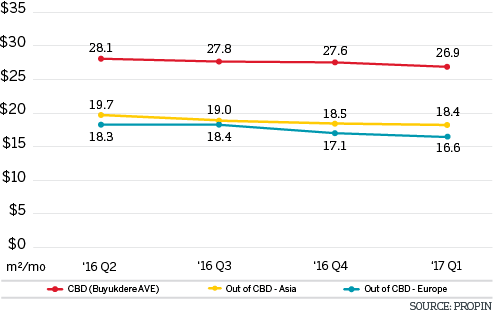 $35
$30
28.1 27.8 27.6 26.9
$25
$20
19.7 19.0 18.5 18.4
18.3 18.4 17.1 16.6
$15
$10
$5
$0
m²/mo '16 Q2 '16 Q3 '16 Q4 '17 Q1
CBD (Buyukdere AVE) Out of CBD - Asia Out of CBD - Europe
SOURCE: PROPIN